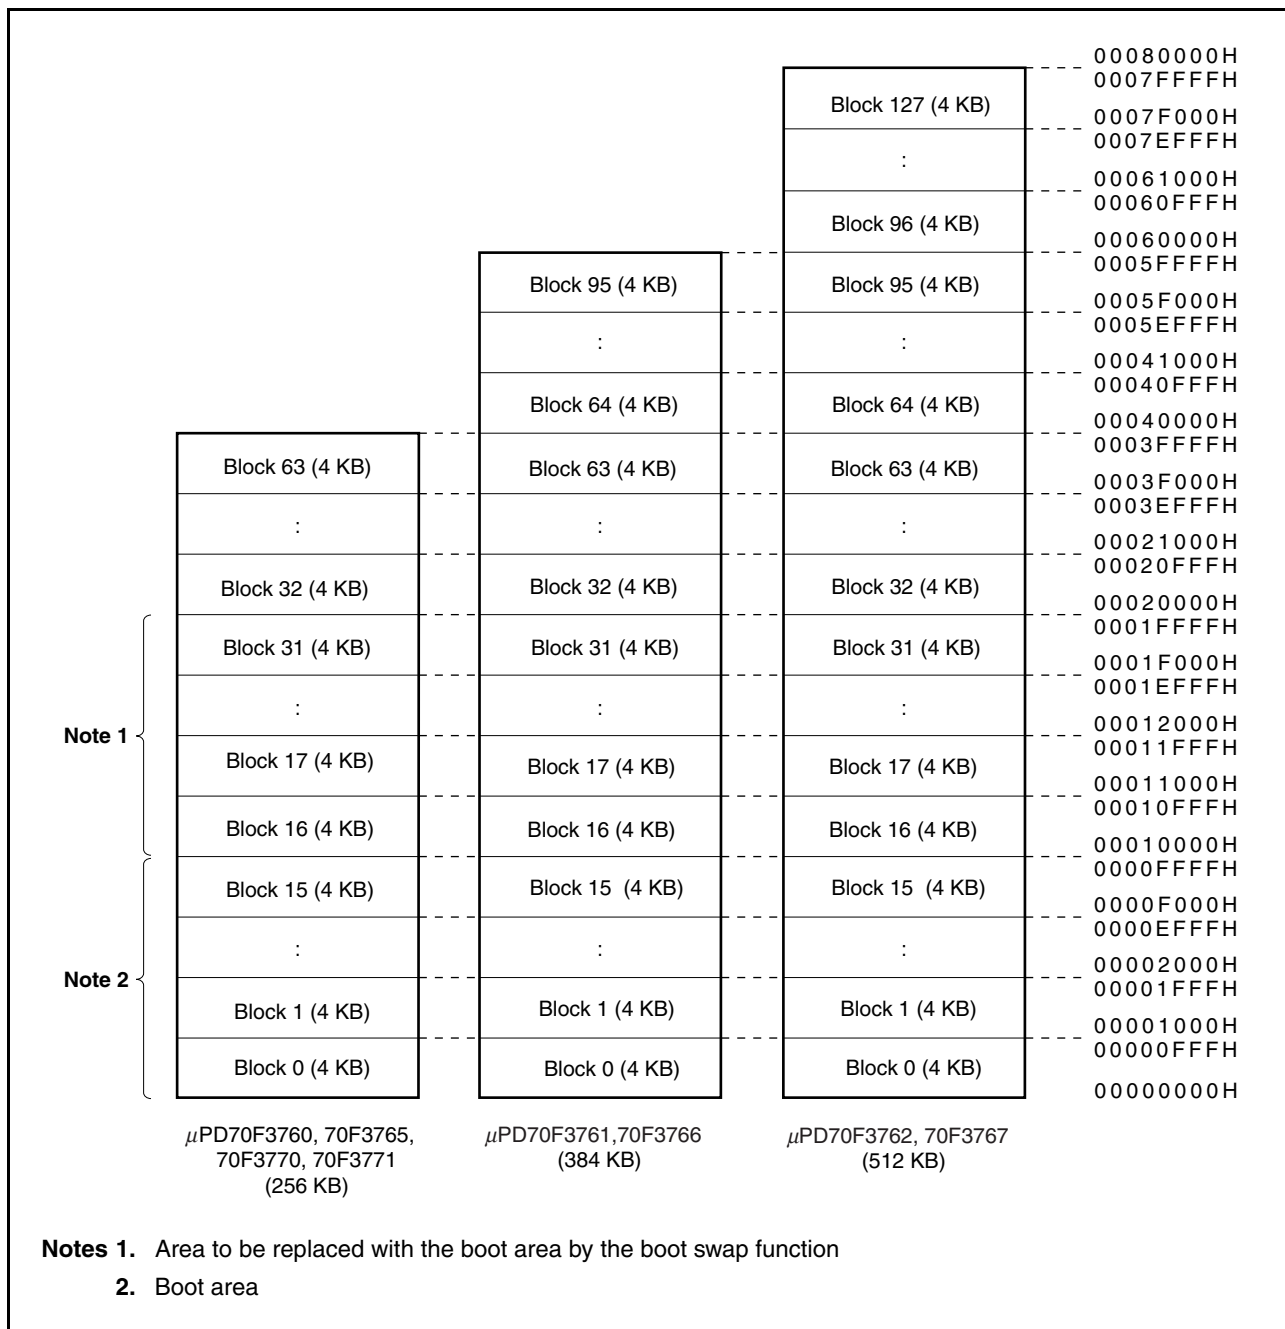 00080000H
0007FFFFH
Block 127 (4 KB)
0007F000H
0007EFFFH
:
00061000H
00060FFFH
Block 96 (4 KB)
00060000H
0005FFFFH
Block 95 (4 KB) Block 95 (4 KB)
0005F000H
0005EFFFH
: :
00041000H
00040FFFH
Block 64 (4 KB) Block 64 (4 KB)
00040000H
0003FFFFH
Block 63 (4 KB) Block 63 (4 KB) Block 63 (4 KB)
0003F000H
0003EFFFH
: : :
00021000H
00020FFFH
Block 32 (4 KB) Block 32 (4 KB) Block 32 (4 KB)
00020000H
0001FFFFH
Block 31 (4 KB) Block 31 (4 KB) Block 31 (4 KB)
0001F000H
0001EFFFH
: : :
Note 1
00012000H
00011FFFH
Block 17 (4 KB) Block 17 (4 KB) Block 17 (4 KB)
00011000H
00010FFFH
Block 16 (4 KB) Block 16 (4 KB) Block 16 (4 KB)
00010000H
0000FFFFH
Block 15 (4 KB) Block 15 (4 KB) Block 15 (4 KB)
0000F000H
0000EFFFH
: : :
Note 2
00002000H
00001FFFH
Block 1 (4 KB) Block 1 (4 KB) Block 1 (4 KB)
00001000H
00000FFFH
Block 0 (4 KB) Block 0 (4 KB) Block 0 (4 KB)
00000000H
μPD70F3760, 70F3765,
70F3770, 70F3771
(256 KB)
μPD70F3761,70F3766
(384 KB)
μPD70F3762, 70F3767
(512 KB)
Notes 1. Area to be replaced with the boot area by the boot swap function
2. Boot area